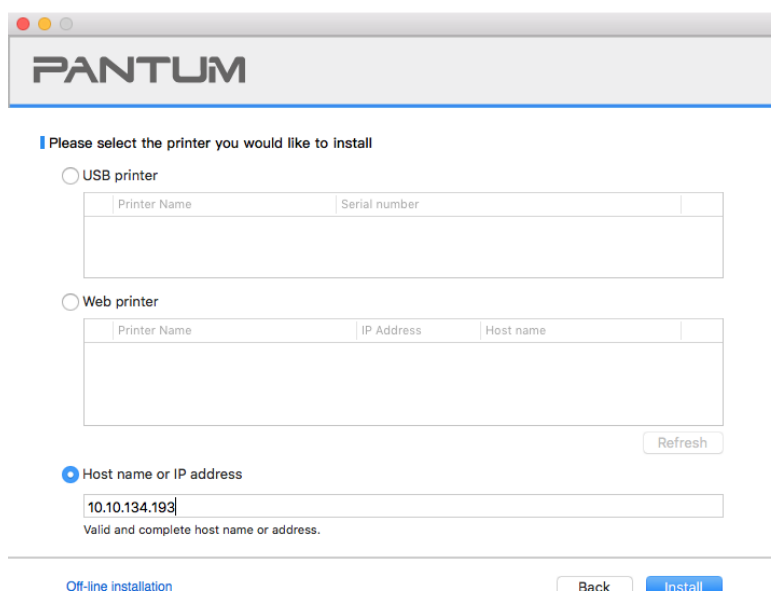 PANTUM
Please select the printer you would like to install
USB printer
Printer Name Serial number
Web printer
Printer Name IP Address Host name
Refresh
Host name or IP address
10.10.134.193
Valid and complete host name or address.
Off-line installation Back Install